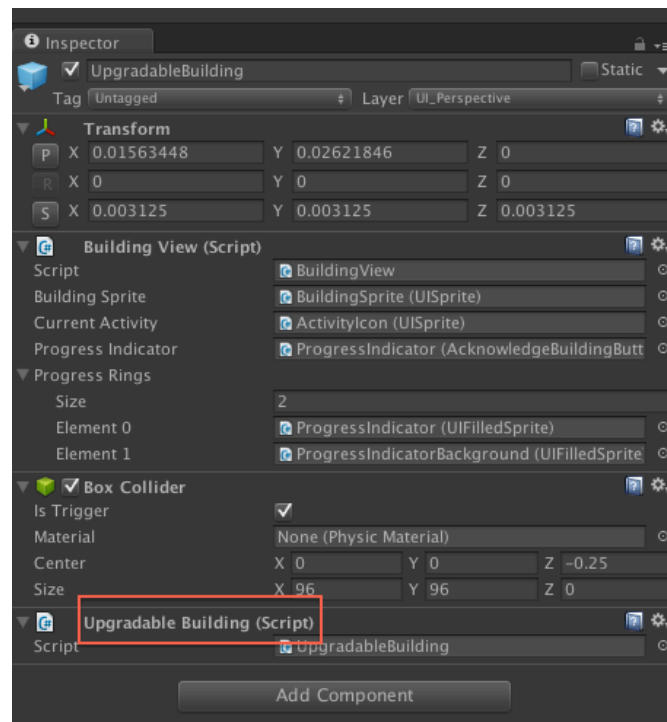 Inspector
UpgradableBuilding Static
Tag Untagged Layer UI_Perspective
Transform
P X 0.01563448 Y 0.02621846 Z 0
R X 0 Y 0 Z 0
S X 0.003125 Y 0.003125 Z 0.003125
Building View (Script)
Script BuildingView
Building Sprite BuildingSprite (UISprite)
Current Activity ActivityIcon (UISprite)
Progress Indicator ProgressIndicator (AcknowledgeBuildingButt
Progress Rings
Size 2
Element 0 ProgressIndicator (UIFilledSprite)
Element 1 ProgressIndicatorBackground (UIFilledSprite
Box Collider
Is Trigger
Material None (Physic Material)
Center X 0 Y 0 Z -0.25
Size X 96 Y 96 Z 0
Upgradable Building (Script)
Script UpgradableBuilding
Add Component